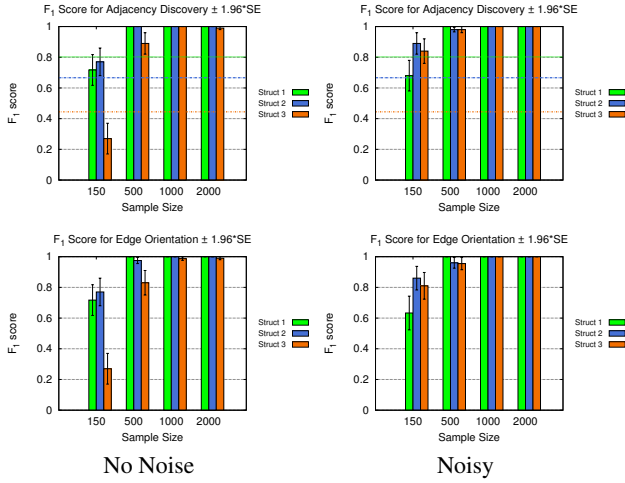 F1 Score for Adjacency Discovery ± 1.96*SE
1
0.8
0.6
0.4
0.2
0
F1 score
150 500 1000 2000
Sample Size
Struct 1
Struct 2
Struct 3
F1 Score for Adjacency Discovery ± 1.96*SE
1
0.8
0.6
0.4
0.2
0
F1 score
150 500 1000 2000
Sample Size
Struct 1
Struct 2
Struct 3
F1 Score for Edge Orientation ± 1.96*SE
1
0.8
0.6
0.4
0.2
0
F1 score
150 500 1000 2000
Sample Size
Struct 1
Struct 2
Struct 3
F1 Score for Edge Orientation ± 1.96*SE
1
0.8
0.6
0.4
0.2
0
F1 score
150 500 1000 2000
Sample Size
Struct 1
Struct 2
Struct 3
No Noise
Noisy